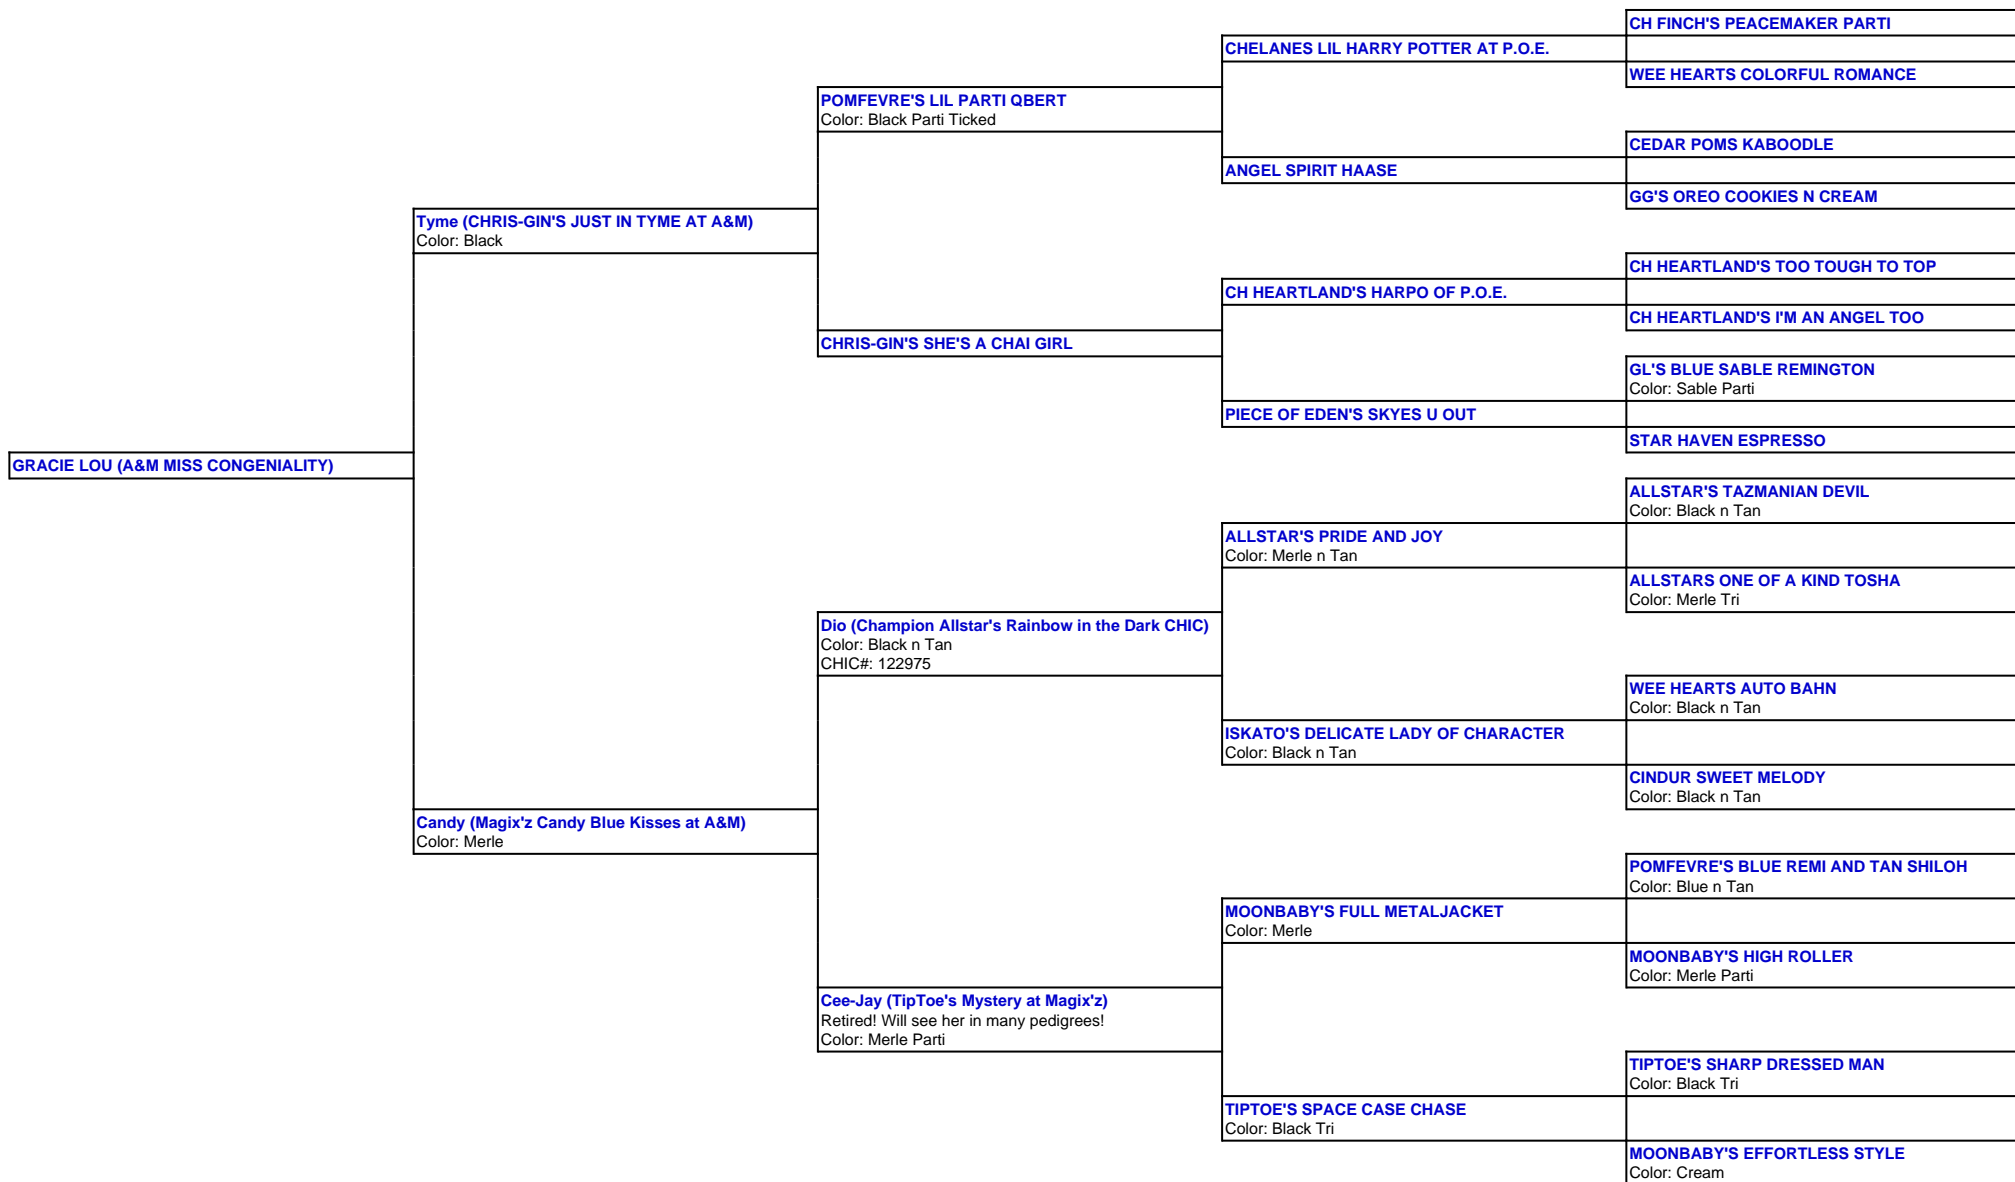 CH FINCH'S PEACEMAKER PARTI
CHELANES LIL HARRY POTTER AT P.O.E.
WEE HEARTS COLORFUL ROMANCE
POMFEVRE'S LIL PARTI QBERT
Color: Black Parti Ticked
CEDAR POMS KABOODLE
ANGEL SPIRIT HAASE
GG'S OREO COOKIES N CREAM
Tyme (CHRIS-GIN'S JUST IN TYME AT A&M)
Color: Black
CH HEARTLAND'S TOO TOUGH TO TOP
CH HEARTLAND'S HARPO OF P.O.E.
CH HEARTLAND'S I'M AN ANGEL TOO
CHRIS-GIN'S SHE'S A CHAI GIRL
GL'S BLUE SABLE REMINGTON
Color: Sable Parti
PIECE OF EDEN'S SKYES U OUT
STAR HAVEN ESPRESSO
GRACIE LOU (A&M MISS CONGENIALITY)
ALLSTAR'S TAZMANIAN DEVIL
Color: Black n Tan
ALLSTAR'S PRIDE AND JOY
Color: Merle n Tan
ALLSTARS ONE OF A KIND TOSHA
Color: Merle Tri
Dio (Champion Allstar's Rainbow in the Dark CHIC)
Color: Black n Tan
CHIC#: 122975
WEE HEARTS AUTO BAHN
Color: Black n Tan
ISKATO'S DELICATE LADY OF CHARACTER
Color: Black n Tan
CINDUR SWEET MELODY
Color: Black n Tan
Candy (Magix'z Candy Blue Kisses at A&M)
Color: Merle
POMFEVRE'S BLUE REMI AND TAN SHILOH
Color: Blue n Tan
MOONBABY'S FULL METALJACKET
Color: Merle
MOONBABY'S HIGH ROLLER
Color: Merle Parti
Cee-Jay (TipToe's Mystery at Magix'z)
Retired! Will see her in many pedigrees!
Color: Merle Parti
TIPTOE'S SHARP DRESSED MAN
Color: Black Tri
TIPTOE'S SPACE CASE CHASE
Color: Black Tri
MOONBABY'S EFFORTLESS STYLE
Color: Cream